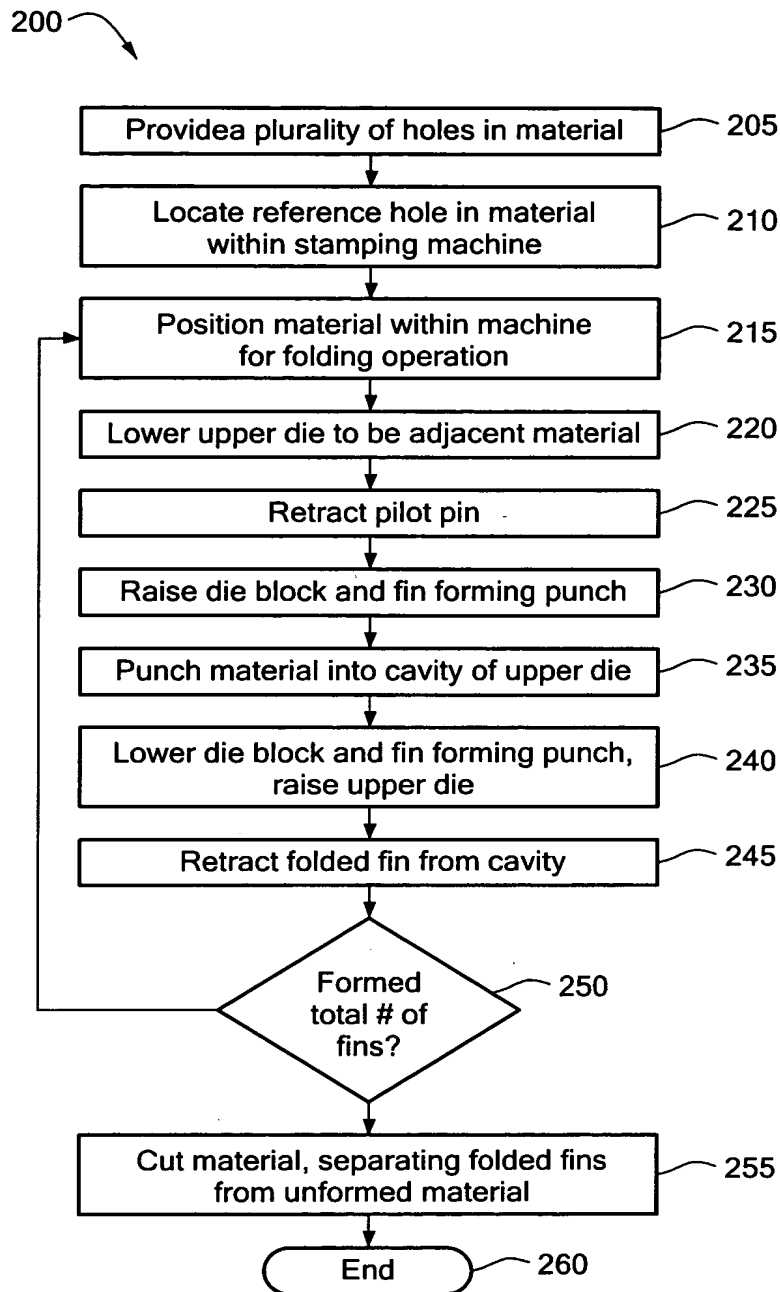 200
Providea plurality of holes in material
205
Locate reference hole in material
within stamping machine
210
Position material within machine
for folding operation
215
Lower upper die to be adjacent material
220
Retract pilot pin
225
Raise die block and fin forming punch
230
Punch material into cavity of upper die
235
Lower die block and fin forming punch,
raise upper die
240
Retract folded fin from cavity
245
Formed
total # of
fins?
250
Cut material, separating folded fins
from unformed material
255
End
260